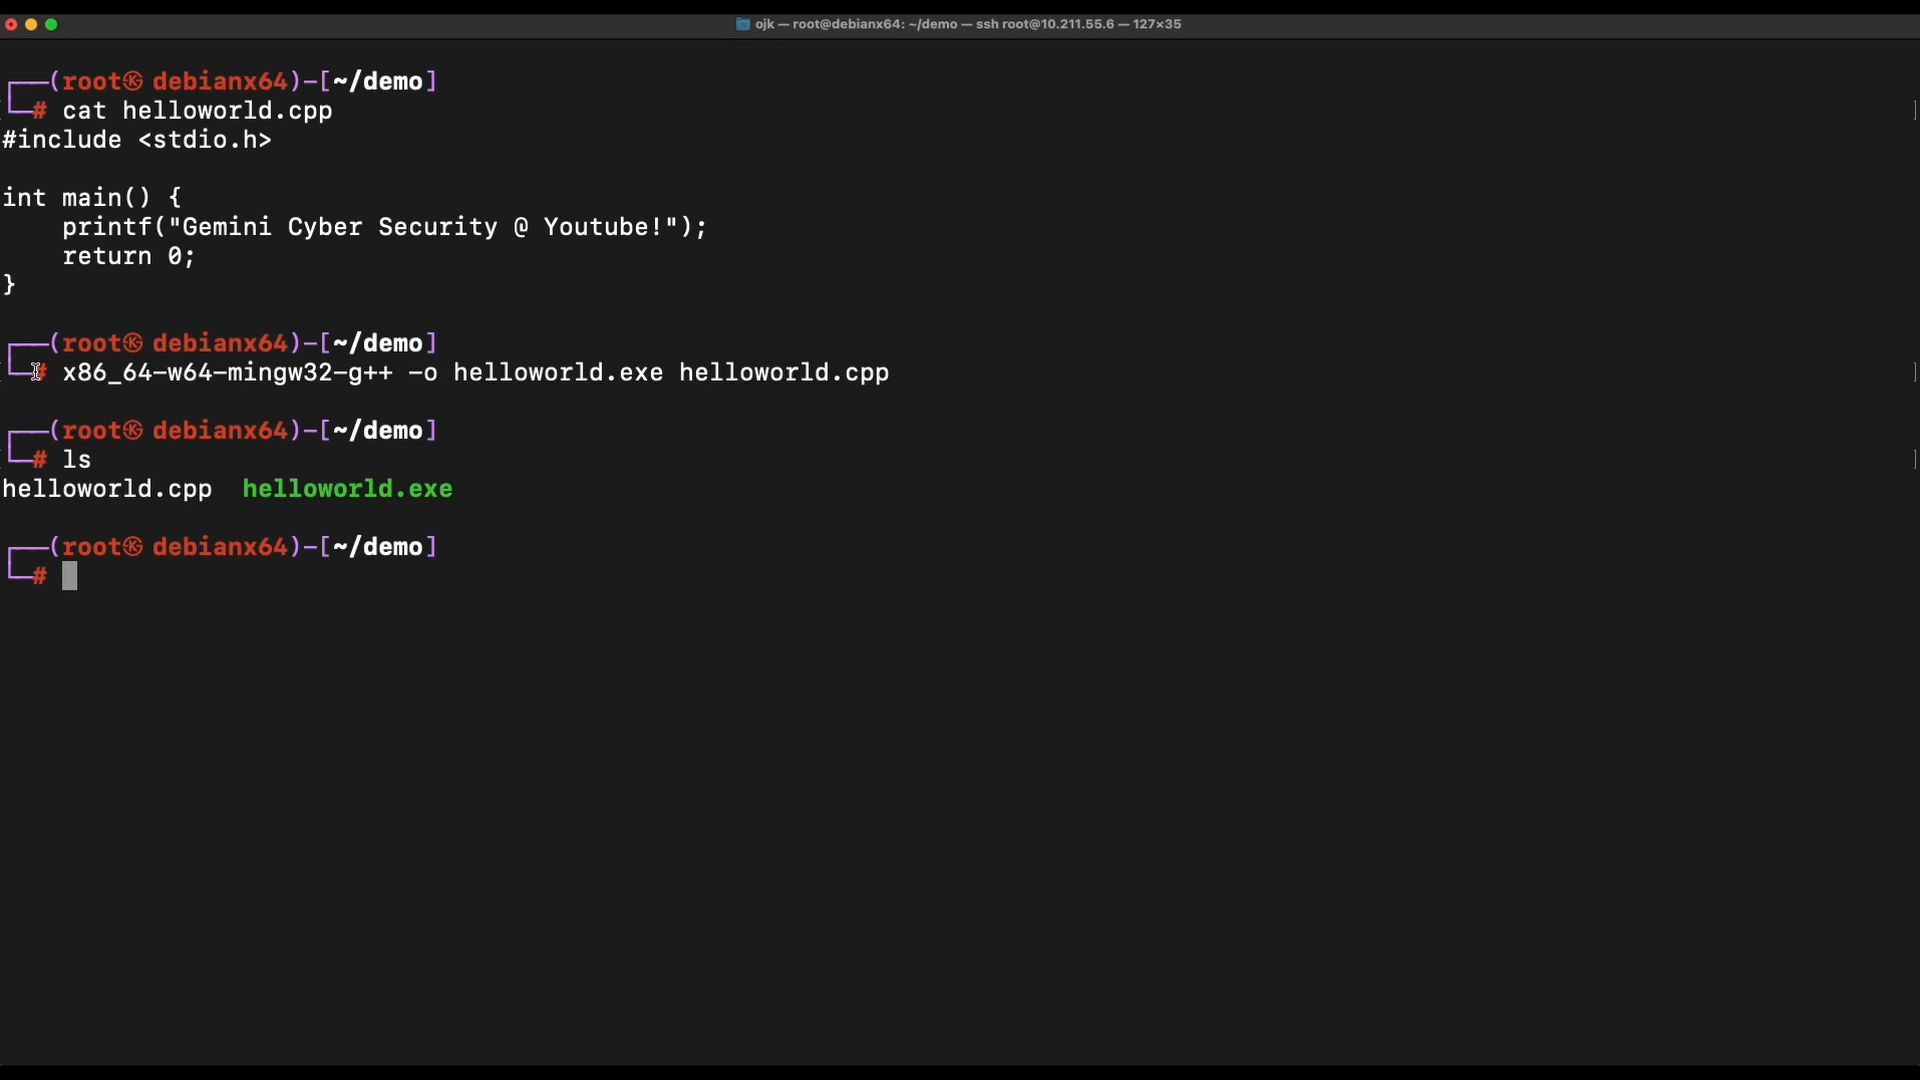 ojk — root@debianx64: ~/demo — ssh root@10.211.55.6 — 127×35
┌──(root㉿ debianx64)-[~/demo]
└─# cat helloworld.cpp
#include <stdio.h>
int main() {
    printf("Gemini Cyber Security @ Youtube!");
    return 0;
}
┌──(root㉿ debianx64)-[~/demo]
└─# x86_64-w64-mingw32-g++ -o helloworld.exe helloworld.cpp
┌──(root㉿ debianx64)-[~/demo]
└─# ls
helloworld.cpp  helloworld.exe
┌──(root㉿ debianx64)-[~/demo]
└─#